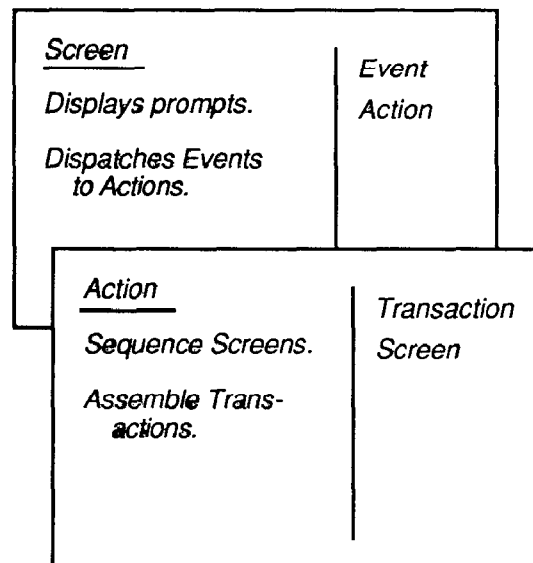 Screen
Displays prompts.
Dispatches Events
to Actions.
Event
Action
Action
Sequence Screens.
Assemble Trans-
actions.
Transaction
Screen